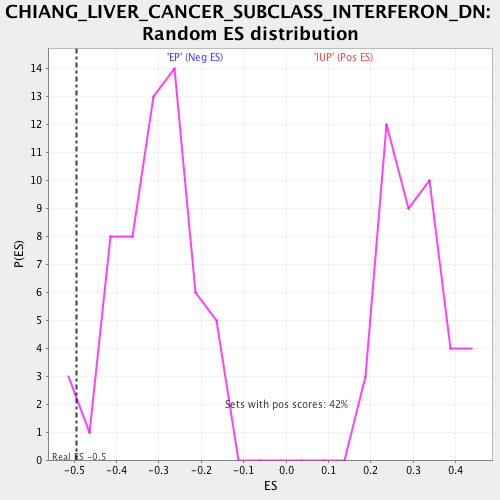 CHIANG_LIVER_CANCER_SUBCLASS_INTERFERON_DN:
Random ES distribution
'EP' (Neg ES) 'IUP' (Pos ES)
14
13
12
11
10
9
8
7
6
5
4
3
2
1
0
P(ES)
Sets with pos scores: 42%
Real ES -0.5
-0.5 -0.4 -0.3 -0.2 -0.1 0.0 0.1 0.2 0.3 0.4
ES